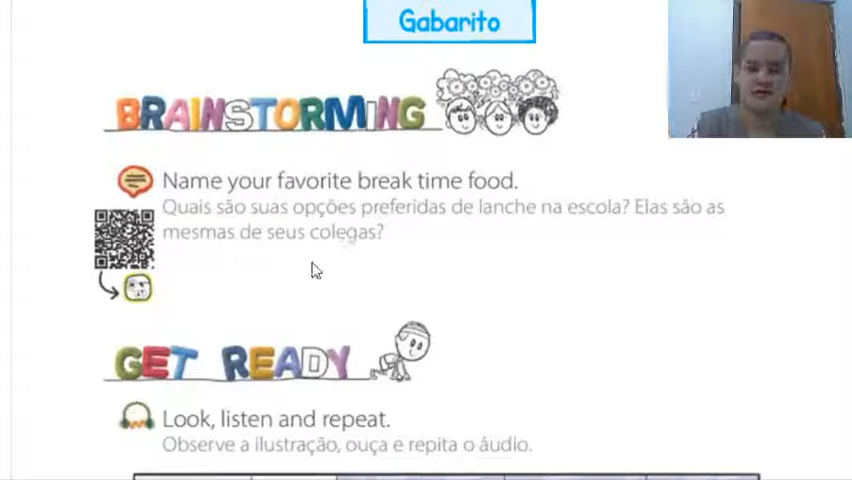 Gabarito
BRAINSTORMING
Name your favorite break time food.
Quais são suas opções preferidas de lanche na escola? Elas são as
mesmas de seus colegas?
GET READY
Look, listen and repeat.
Observe a ilustração, ouça e repita o áudio.